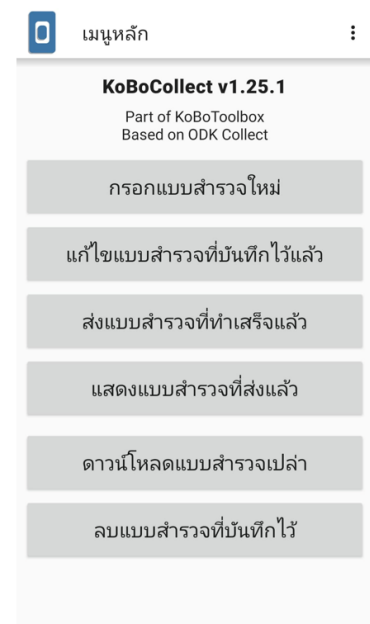 เมนูหลัก
KoBoCollect v1.25.1
Part of KoBoToolbox
Based on ODK Collect
กรอกแบบสำรวจใหม่
แก้ไขแบบสำรวจที่บันทึกไว้แล้ว
ส่งแบบสำรวจที่ทำเสร็จแล้ว
แสดงแบบสำรวจที่ส่งแล้ว
ดาวน์โหลดแบบสำรวจเปล่า
ลบแบบสำรวจที่บันทึกไว้